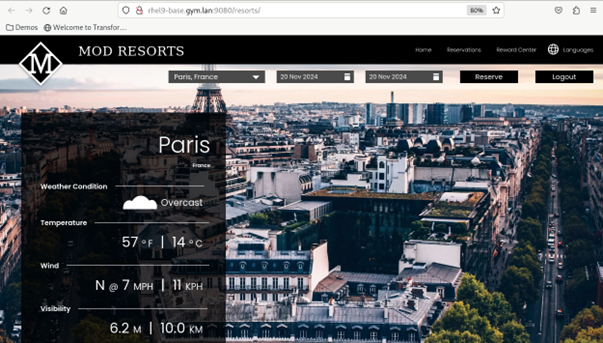 rhel9-base.gym.lan:9080/resorts/
80%
Demos
Welcome to Transfor...
M
MOD RESORTS
Home
Reservations
Reward Center
Languages
Paris, France
20 Nov 2024
20 Nov 2024
Reserve
Logout
Paris
France
Weather Condition
Overcast
Temperature
57 °F | 14 °C
Wind
N @ 7 MPH | 11 KPH
Visibility
6.2 M | 10.0 KM